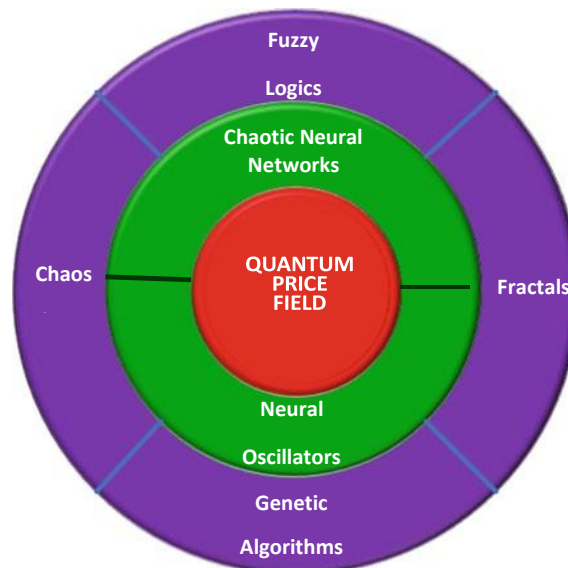 Fuzzy
Logics
Chaotic Neural
Networks
Chaos
QUANTUM
PRICE
FIELD
Fractals
Neural
Oscillators
Genetic
Algorithms